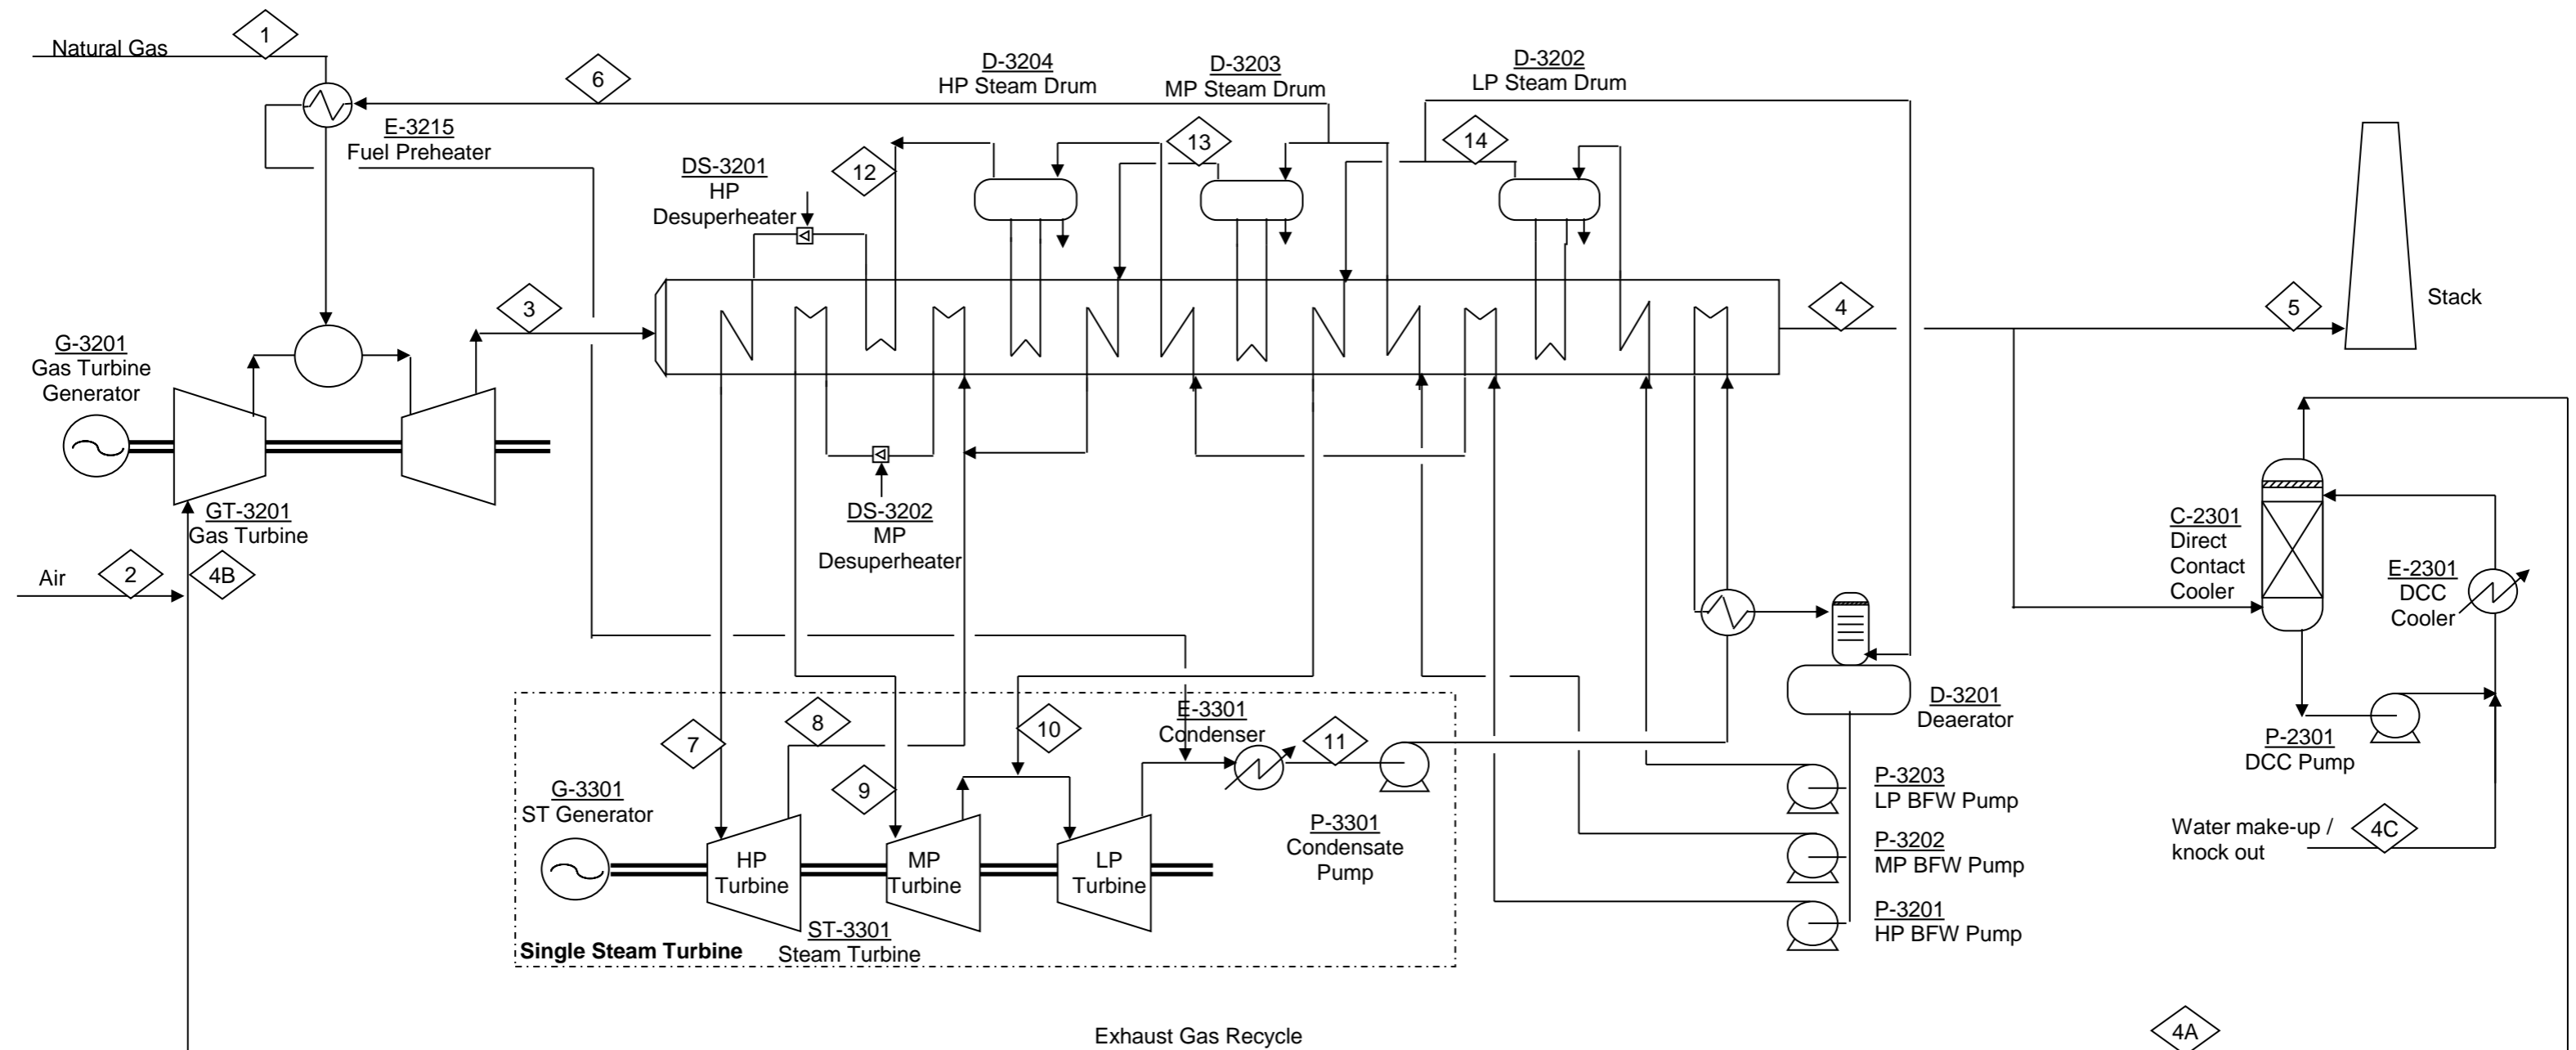 1
Natural Gas
6
D-3204
HP Steam Drum
D-3203
MP Steam Drum
D-3202
LP Steam Drum
E-3215
Fuel Preheater
13
14
12
DS-3201
HP
Desuperheater
3
4
5
Stack
G-3201
Gas Turbine
Generator
GT-3201
Gas Turbine
DS-3202
MP
Desuperheater
Air
2
4B
C-2301
Direct
Contact
Cooler
E-2301
DCC
Cooler
D-3201
Deaerator
7
8
10
E-3301
Condenser
11
P-2301
DCC Pump
9
G-3301
ST Generator
P-3203
LP BFW Pump
P-3301
Condensate
Pump
Water make-up /
knock out
4C
P-3202
MP BFW Pump
HP
Turbine
MP
Turbine
LP
Turbine
P-3201
HP BFW Pump
ST-3301
Steam Turbine
Single Steam Turbine
Exhaust Gas Recycle
4A